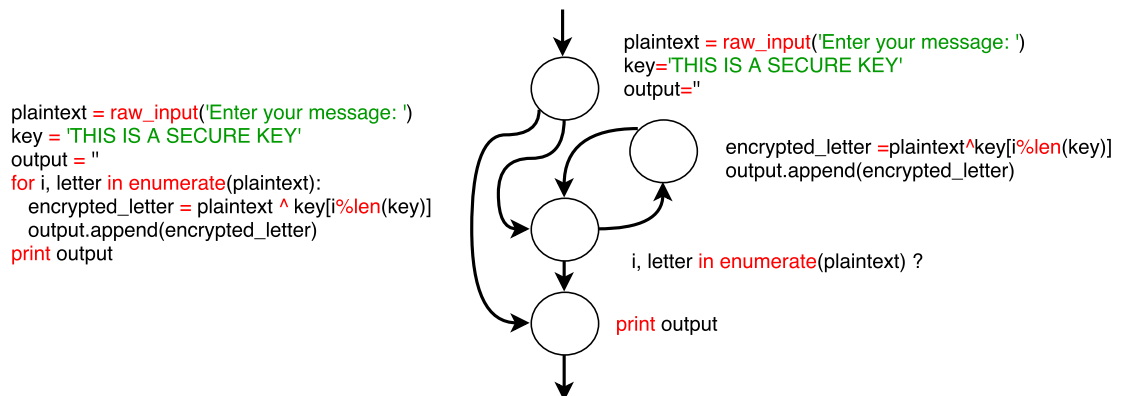 plaintext = raw_input('Enter your message: ')
key = 'THIS IS A SECURE KEY'
output = ''
for i, letter in enumerate(plaintext):
    encrypted_letter = plaintext ^ key[i%len(key)]
    output.append(encrypted_letter)
print output
plaintext = raw_input('Enter your message: ')
key='THIS IS A SECURE KEY'
output=''
encrypted_letter =plaintext^key[i%len(key)]
output.append(encrypted_letter)
i, letter in enumerate(plaintext) ?
print output